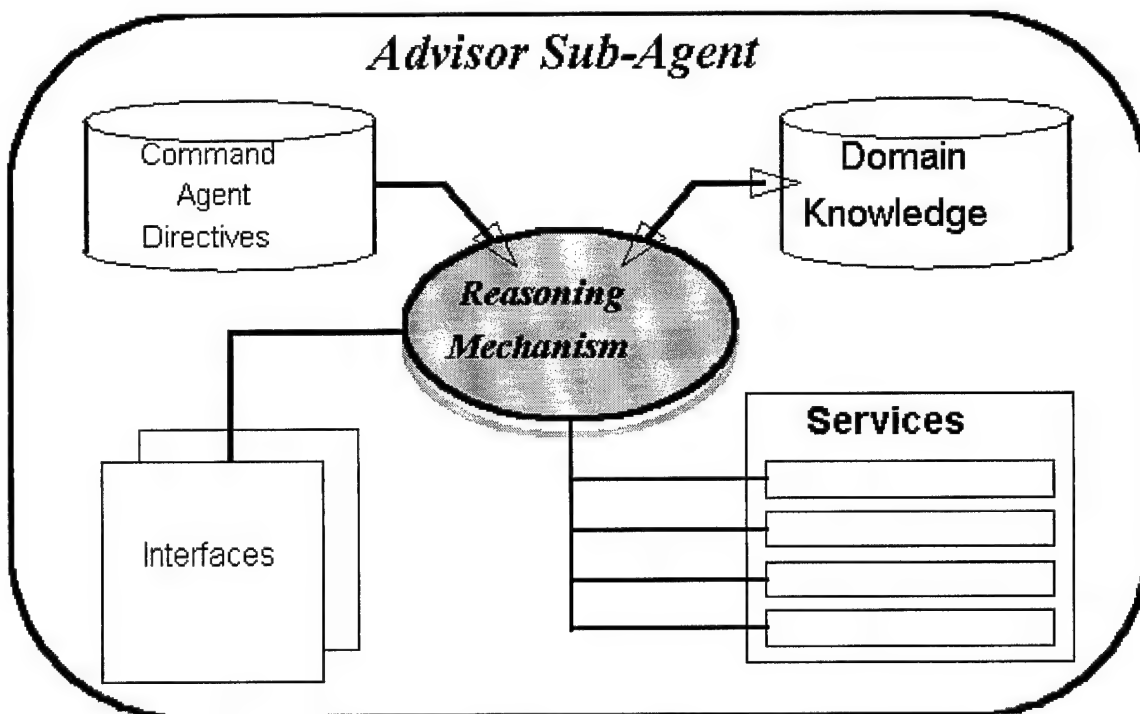 Advisor Sub-Agent
Command
Agent
Directives
Domain
Knowledge
Reasoning
Mechanism
Services
Interfaces